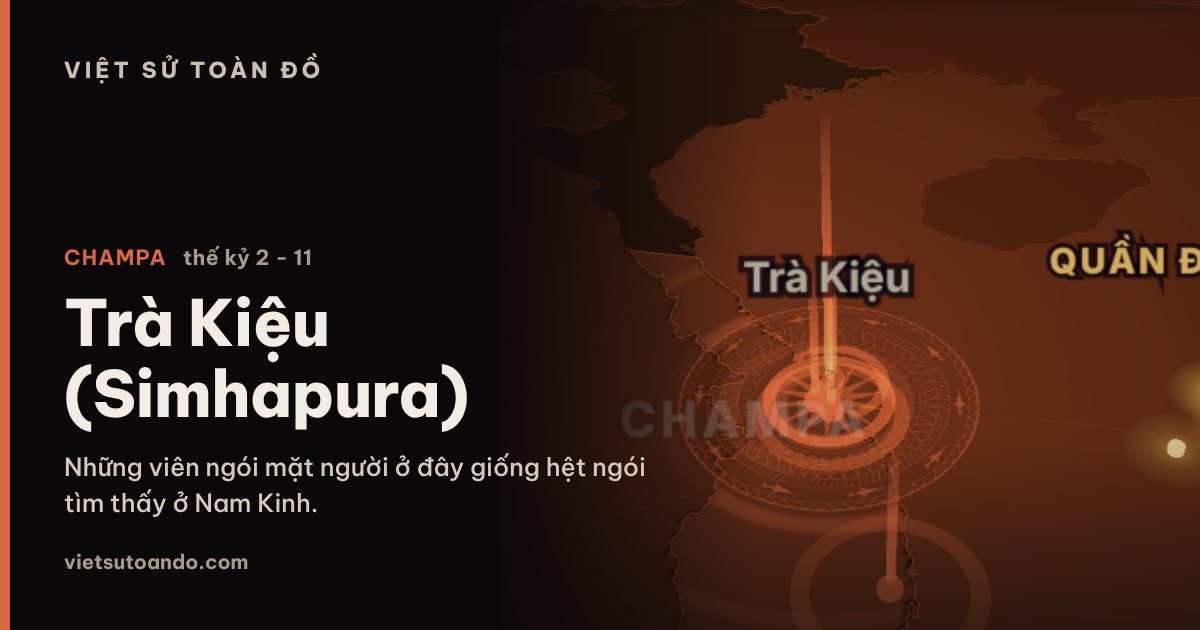 VIỆT SỬ TOÀN ĐỒ
CHAMPA thế kỷ 2 – 11
Trà Kiệu
(Simhapura)
Những viên ngói mặt người ở đây giống hệt ngói
tìm thấy ở Nam Kinh.
vietsutoando.com
Trà Kiệu
QUẦN Đ
CHAMPA